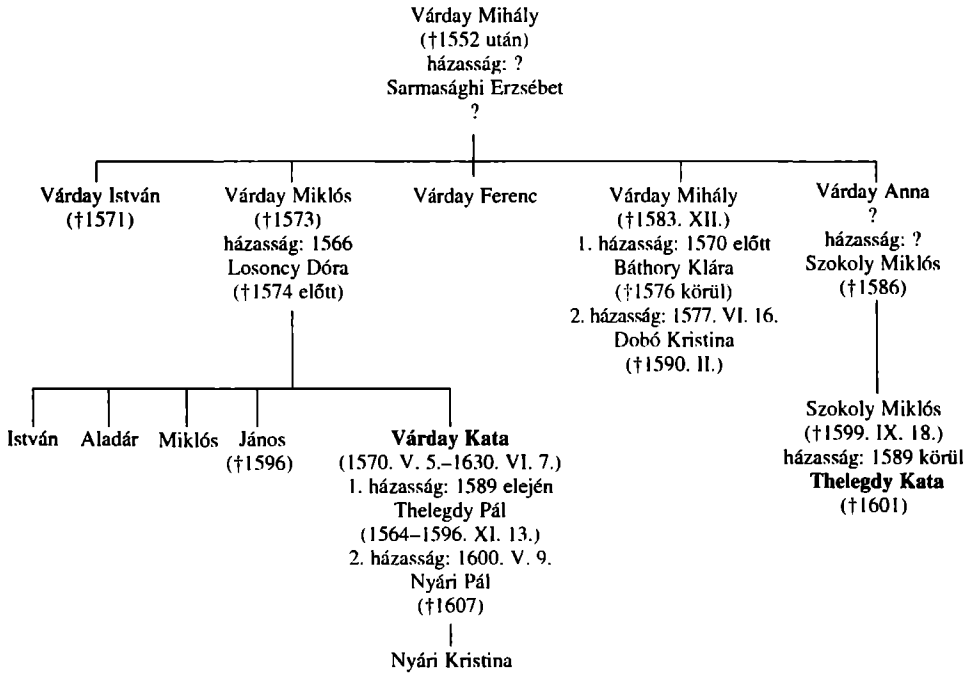 Várday Mihály
(†1552 után)
házasság: ?
Sarmasághi Erzsébet
?
Várday István
(†1571)
Várday Miklós
(†1573)
házasság: 1566
Losoncy Dóra
(†1574 előtt)
Várday Ferenc
Várday Mihály
(†1583. XII.)
1. házasság: 1570 előtt
Báthory Klára
(†1576 körül)
2. házasság: 1577. VI. 16.
Dobó Kristina
(†1590. II.)
Várday Anna
?
házasság: ?
Szokoly Miklós
(†1586)
István
Aladár
Miklós
János
(†1596)
Várday Kata
(1570. V. 5.–1630. VI. 7.)
1. házasság: 1589 elején
Thelegdy Pál
(1564–1596. XI. 13.)
2. házasság: 1600. V. 9.
Nyári Pál
(†1607)
Nyári Kristina
Szokoly Miklós
(†1599. IX. 18.)
házasság: 1589 körül
Thelegdy Kata
(†1601)